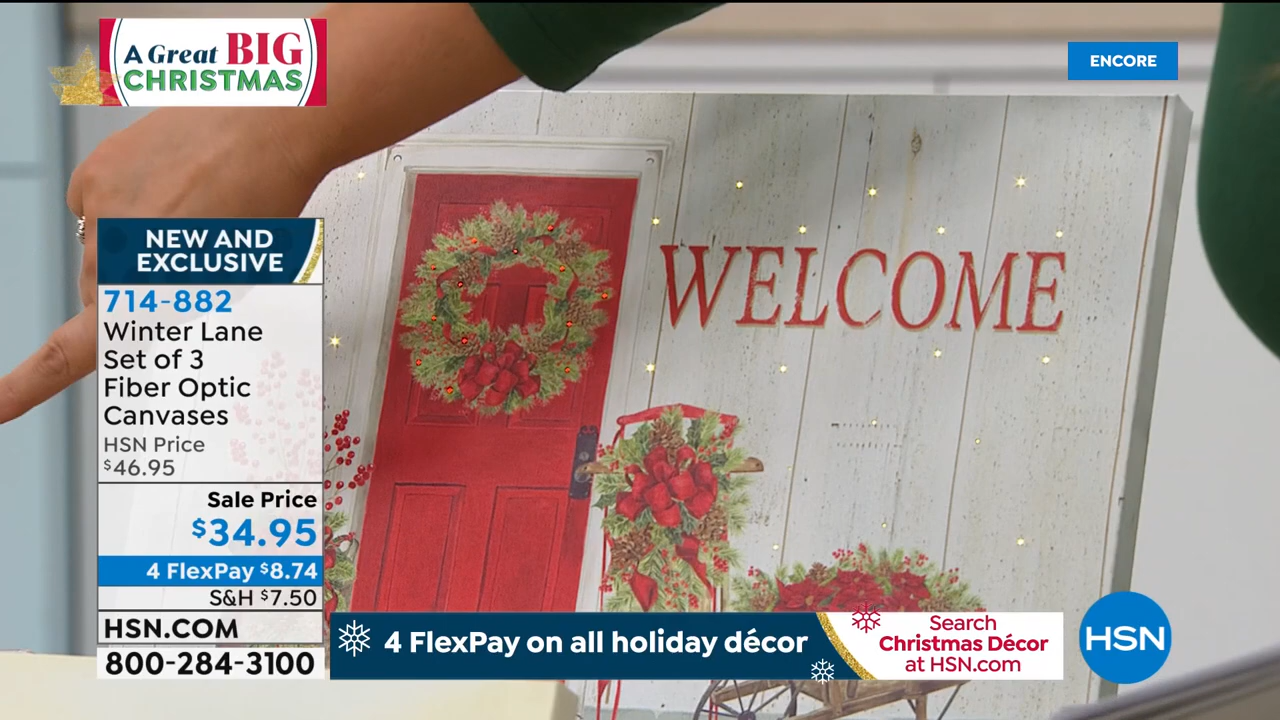 A Great BIG
CHRISTMAS
ENCORE
WELCOME
NEW AND
EXCLUSIVE
714-882
Winter Lane
Set of 3
Fiber Optic
Canvases
HSN Price
$46.95
Sale Price
$34.95
4 FlexPay $8.74
S&H $7.50
HSN.COM
800-284-3100
4 FlexPay on all holiday décor
Search
Christmas Décor
at HSN.com
HSN